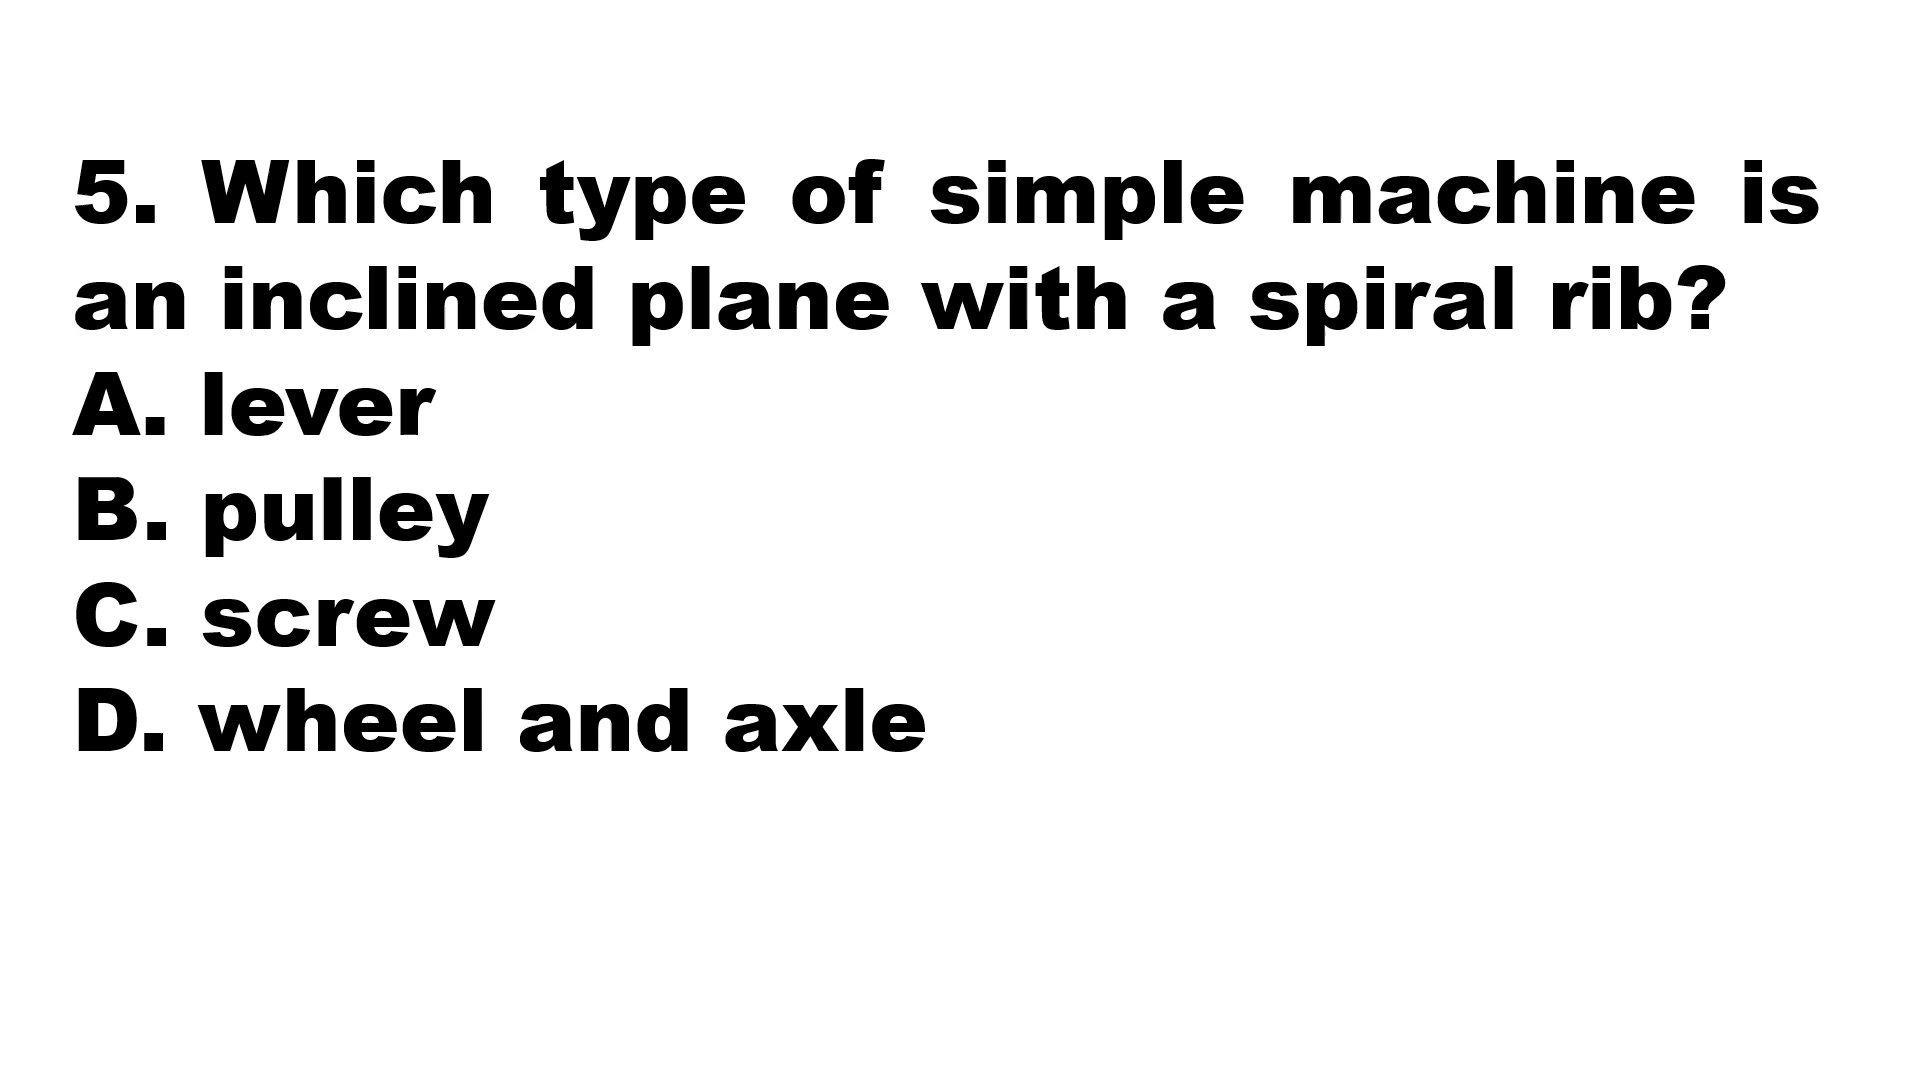 5. Which type of simple machine is
an inclined plane with a spiral rib?
A. lever
B. pulley
C. screw
D. wheel and axle